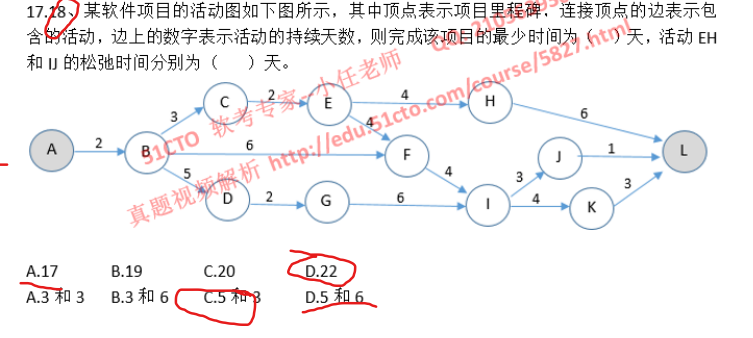 17.18、某软件项目的活动图如下图所示，其中顶点表示项目里程碑，连接顶点的边表示包
含的活动，边上的数字表示活动的持续天数，则完成该项目的最少时间为（ ）天，活动EH
和IJ的松弛时间分别为（ ）天。
C 2 E 4 H
3 4 6
A 2 B 6 F J 1 L
5 4 3 3
D 2 G 6 I 4 K
51CTO 软考专家--小任老师
真题视频解析 http://edu.51cto.com/course/5827.html
A.17 B.19 C.20 D.22
A.3 和 3 B.3 和 6 C.5 和 3 D.5 和 6